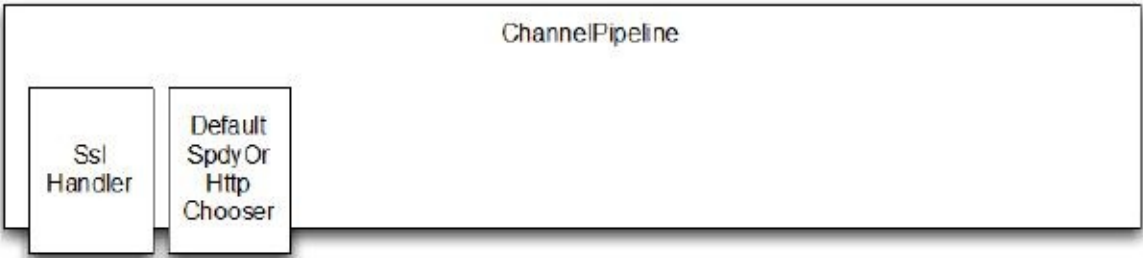 ChannelPipeline
Ssl
Handler
Default
SpdyOr
Http
Chooser